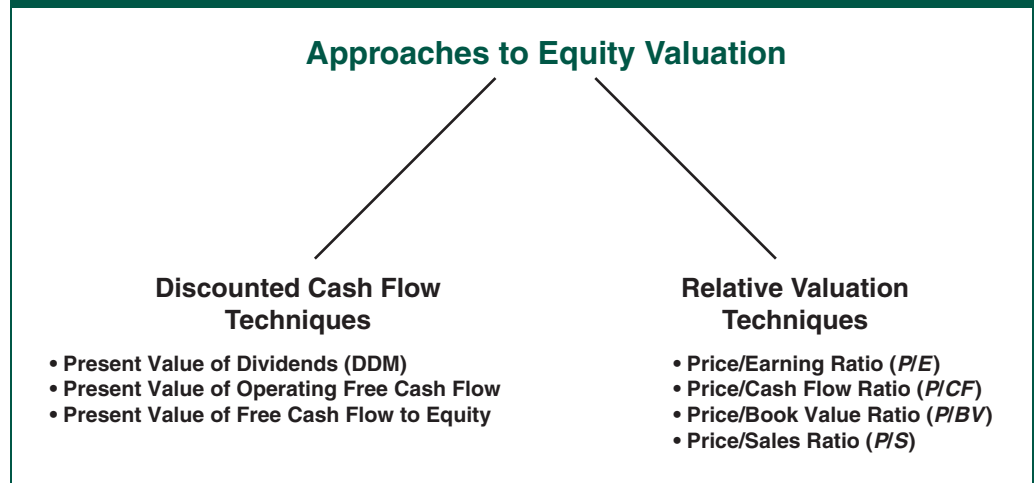 Approaches to Equity Valuation
Discounted Cash Flow
Techniques
• Present Value of Dividends (DDM)
• Present Value of Operating Free Cash Flow
• Present Value of Free Cash Flow to Equity
Relative Valuation
Techniques
• Price/Earning Ratio (P/E)
• Price/Cash Flow Ratio (P/CF)
• Price/Book Value Ratio (P/BV)
• Price/Sales Ratio (P/S)